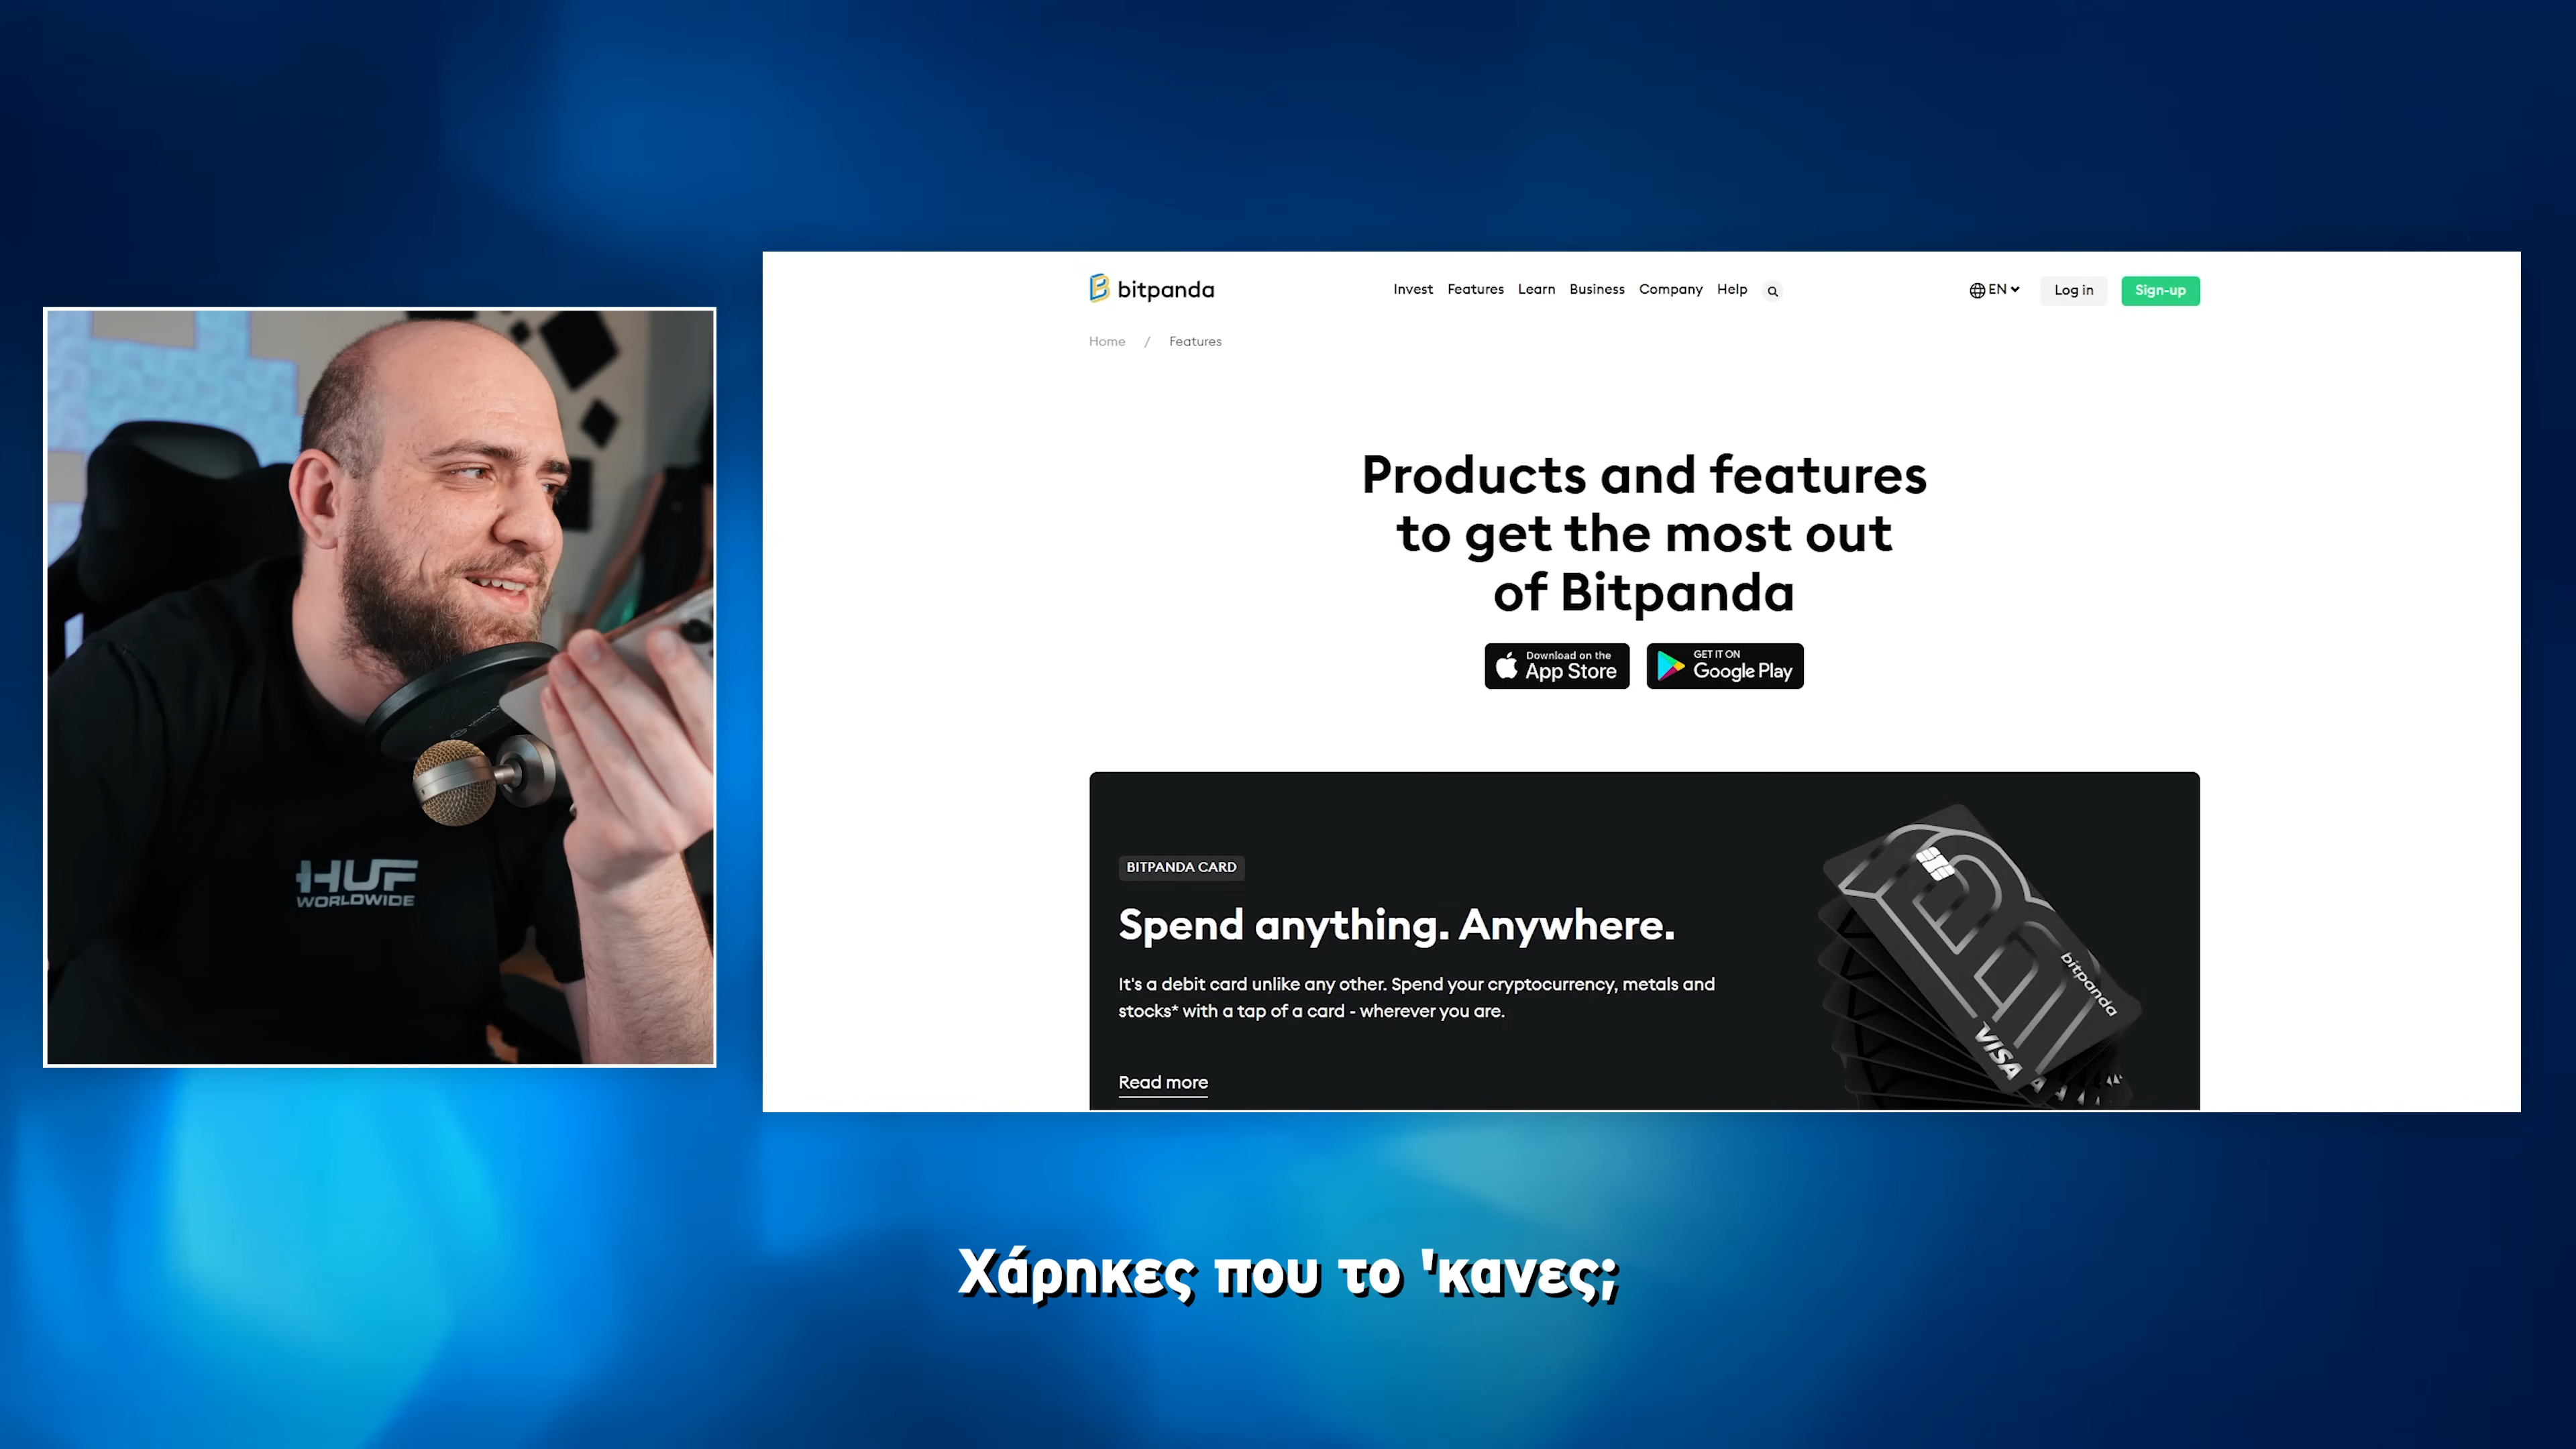 bitpanda
Invest Features Learn Business Company Help
EN
Log in
Sign-up
Home / Features
Products and features
to get the most out
of Bitpanda
Download on the
App Store
GET IT ON
Google Play
HUF
WORLDWIDE
BITPANDA CARD
Spend anything. Anywhere.
It's a debit card unlike any other. Spend your cryptocurrency, metals and
stocks* with a tap of a card - wherever you are.
Read more
bitpanda
VISA
Χάρηκες που το 'κανες;